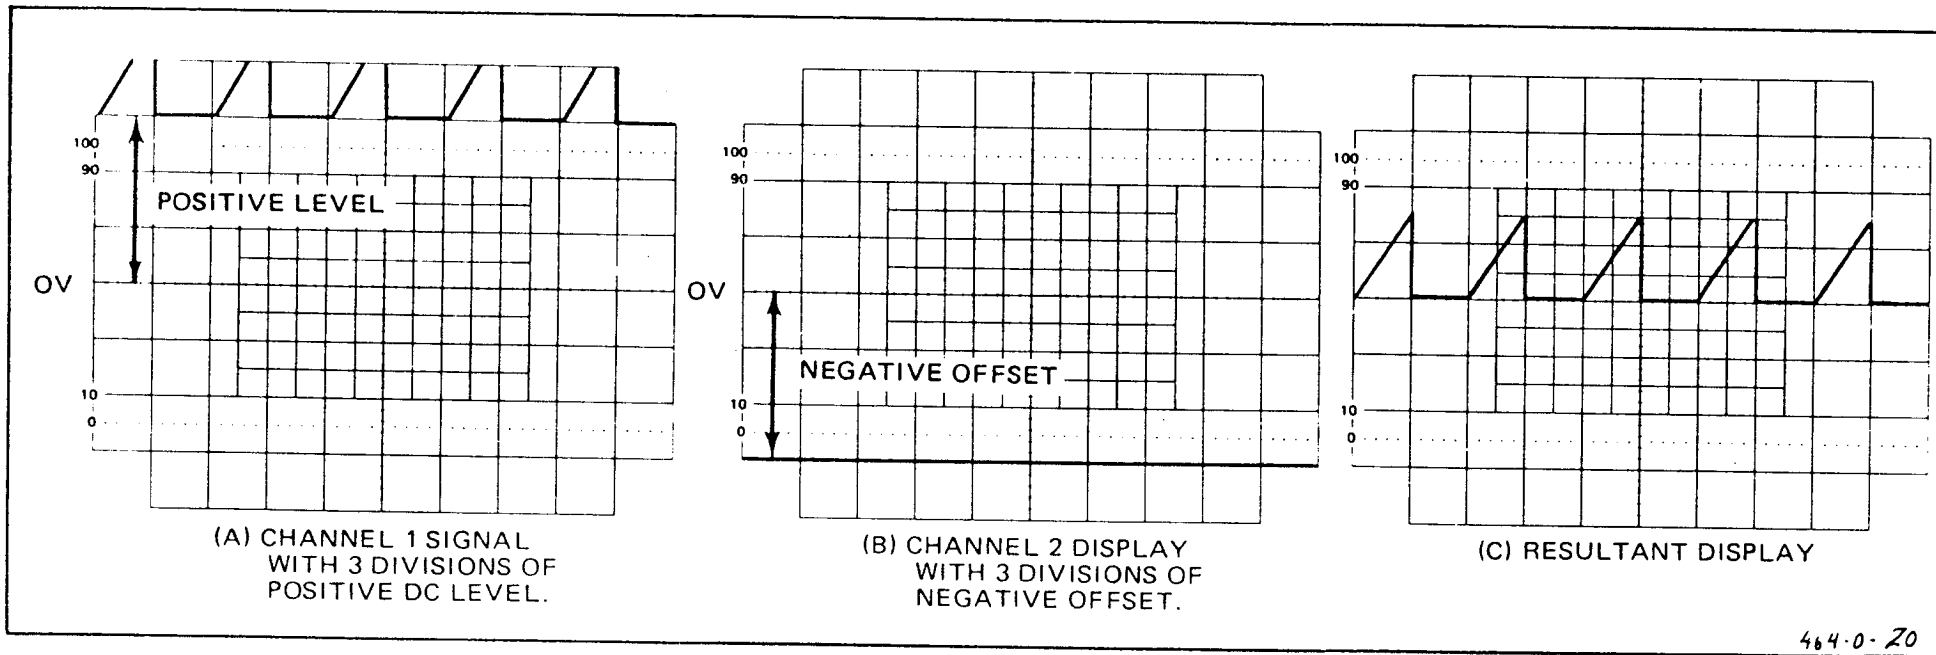 100
90
POSITIVE LEVEL
OV
10
0
(A) CHANNEL 1 SIGNAL
WITH 3 DIVISIONS OF
POSITIVE DC LEVEL.
100
90
OV
NEGATIVE OFFSET
10
0
(B) CHANNEL 2 DISPLAY
WITH 3 DIVISIONS OF
NEGATIVE OFFSET.
100
90
10
0
(C) RESULTANT DISPLAY
464-0-20